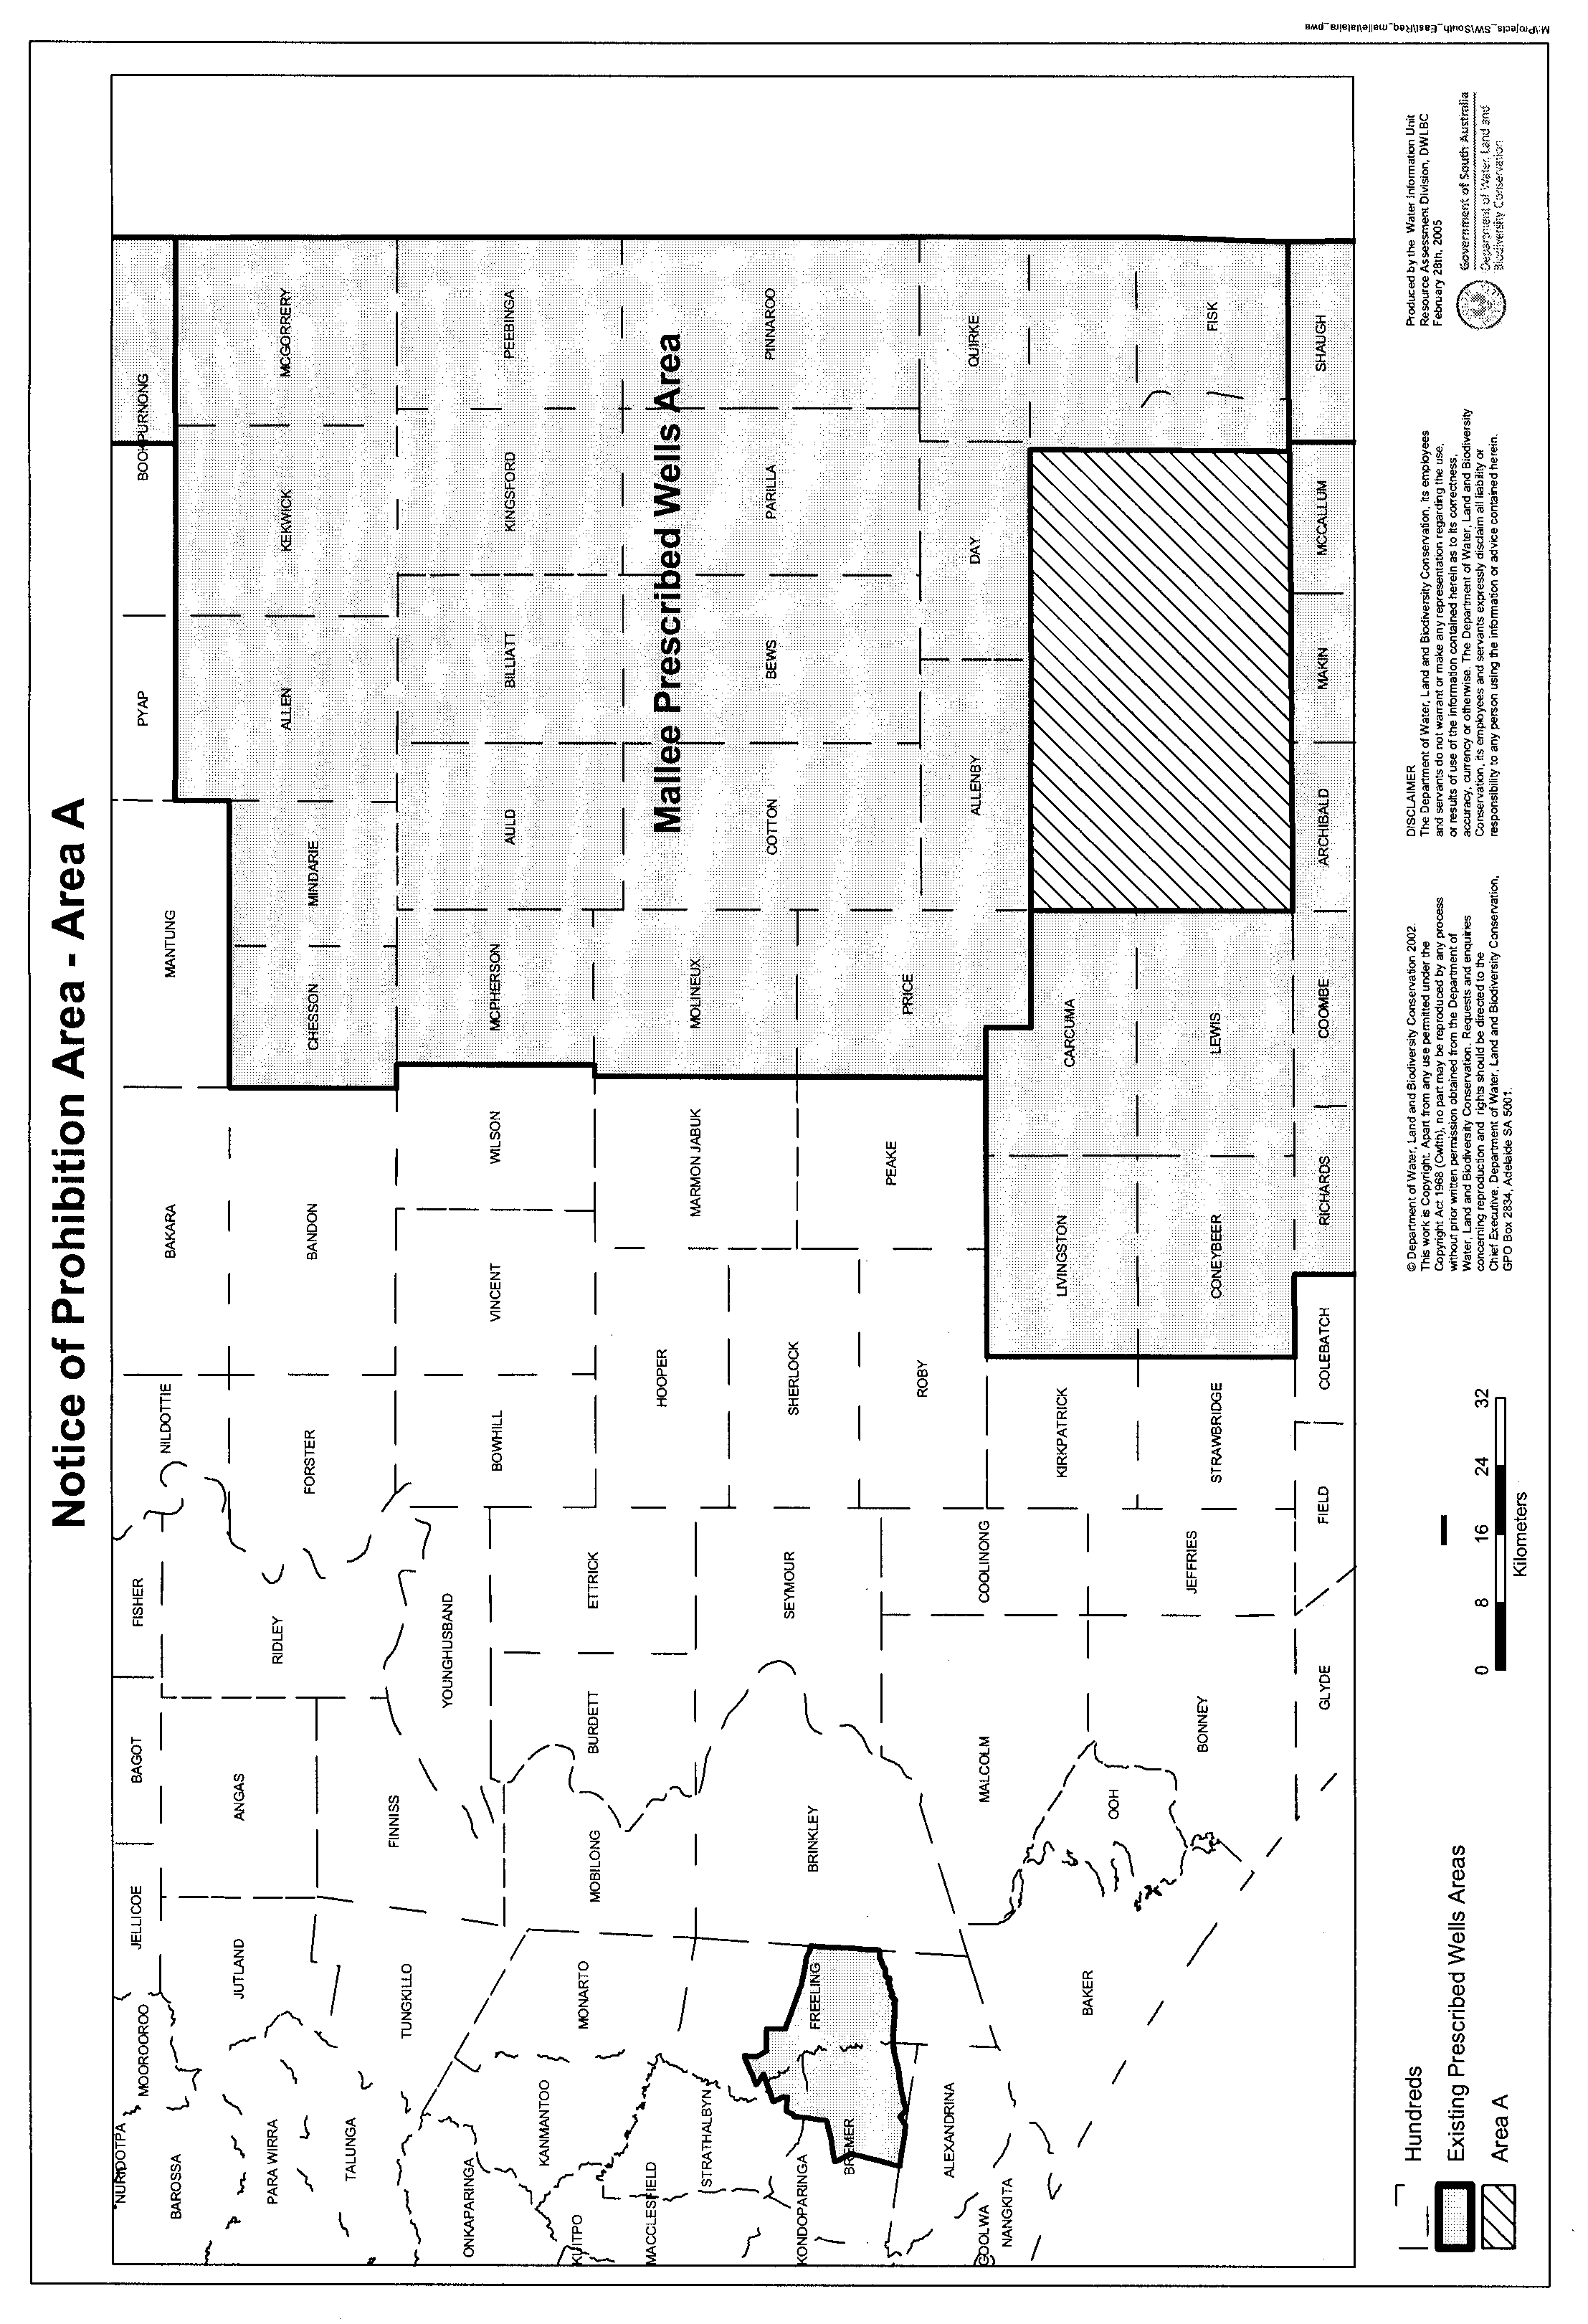 Notice of Prohibition Area - Area A
NURIOOTPA
MOOROOROO
JELLICOE
BAGOT
FISHER
NILDOTTIE
BAKARA
MANTUNG
PYAP
BOOKPURNONG
BAROSSA
JUTLAND
ANGAS
RIDLEY
FORSTER
BANDON
CHESSON
MINDARIE
ALLEN
KEKWICK
MCGORRERY
PARA WIRRA
TALUNGA
TUNGKILLO
FINNISS
YOUNGHUSBAND
BOWHILL
VINCENT
WILSON
MCPHERSON
AULD
BILLIATT
KINGSFORD
PEEBINGA
ONKAPARINGA
KANMANTOO
MONARTO
MOBILONG
BURDETT
ETTRICK
HOOPER
MARMON JABUK
MOLINEUX
Mallee Prescribed Wells Area
KUITPO
MACCLESFIELD
STRATHALBYN
SEYMOUR
SHERLOCK
COTTON
BEWS
PARILLA
PINNAROO
KONDOPARINGA
BREMER
FREELING
BRINKLEY
ROBY
PEAKE
PRICE
ALLENBY
DAY
QUIRKE
GOOLWA
NANGKITA
ALEXANDRINA
MALCOLM
COOLINONG
KIRKPATRICK
LIVINGSTON
CARCUMA
BAKER
OOH
BONNEY
JEFFRIES
STRAWBRIDGE
CONEYBEER
LEWIS
FISK
GLYDE
FIELD
COLEBATCH
RICHARDS
COOMBE
ARCHIBALD
MAKIN
MCCALLUM
SHAUGH
Hundreds
Existing Prescribed Wells Areas
Area A
0 8 16 24 32
Kilometers
© Department of Water, Land and Biodiversity Conservation 2002.
This work is Copyright. Apart from any use permitted under the
Copyright Act 1968 (Cwlth), no part may be reproduced by any process
without prior written permission obtained from the Department of
Water, Land and Biodiversity Conservation. Requests and enquiries
concerning reproduction and rights should be directed to the
Chief Executive, Department of Water, Land and Biodiversity Conservation,
GPO Box 2834, Adelaide SA 5001.
DISCLAIMER
The Department of Water, Land and Biodiversity Conservation, its employees
and servants do not warrant or make any representation regarding the use,
or results of use of the information contained herein as to its correctness,
accuracy, currency or otherwise. The Department of Water, Land and Biodiversity
Conservation, its employees and servants expressly disclaim all liability or
responsibility to any person using the information or advice contained herein.
Produced by the Water Information Unit
Resource Assessment Division, DWLBC
February 28th, 2005
Government of South Australia
Department of Water, Land and
Biodiversity Conservation
M:\Projects_SW\South_East\Req_mallee\tatiara_pwa